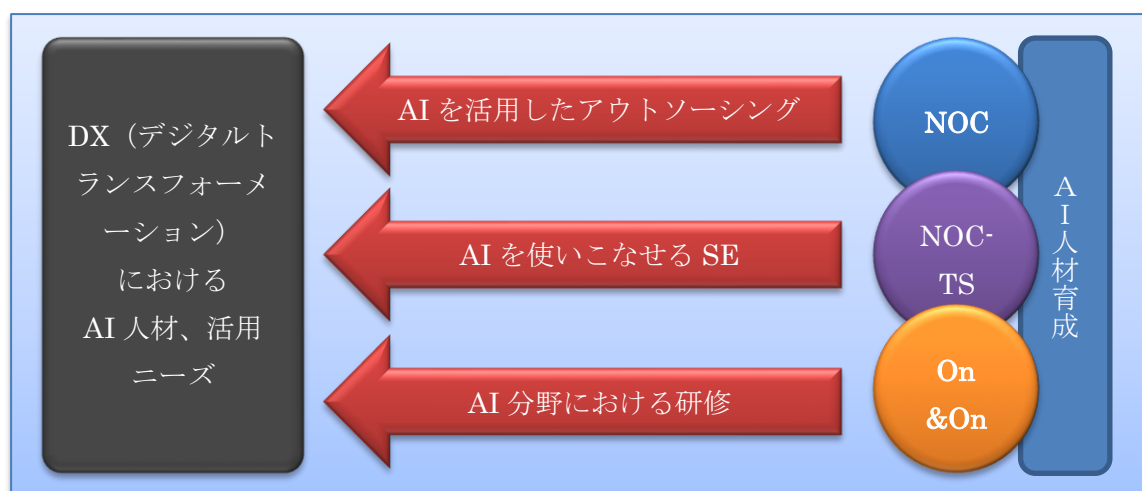 DX（デジタルト
ランスフォーメ
ーション）
における
AI 人材、活用
ニーズ
AI を活用したアウトソーシング
AI を使いこなせる SE
AI 分野における研修
NOC
NOC-
TS
On
&On
ＡＩ人材育成